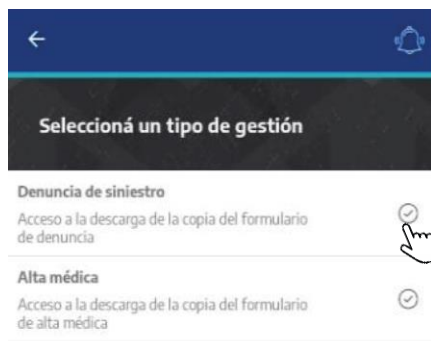 Seleccioná un tipo de gestión
Denuncia de siniestro
Acceso a la descarga de la copia del formulario
de denuncia
Alta médica
Acceso a la descarga de la copia del formulario
de alta médica